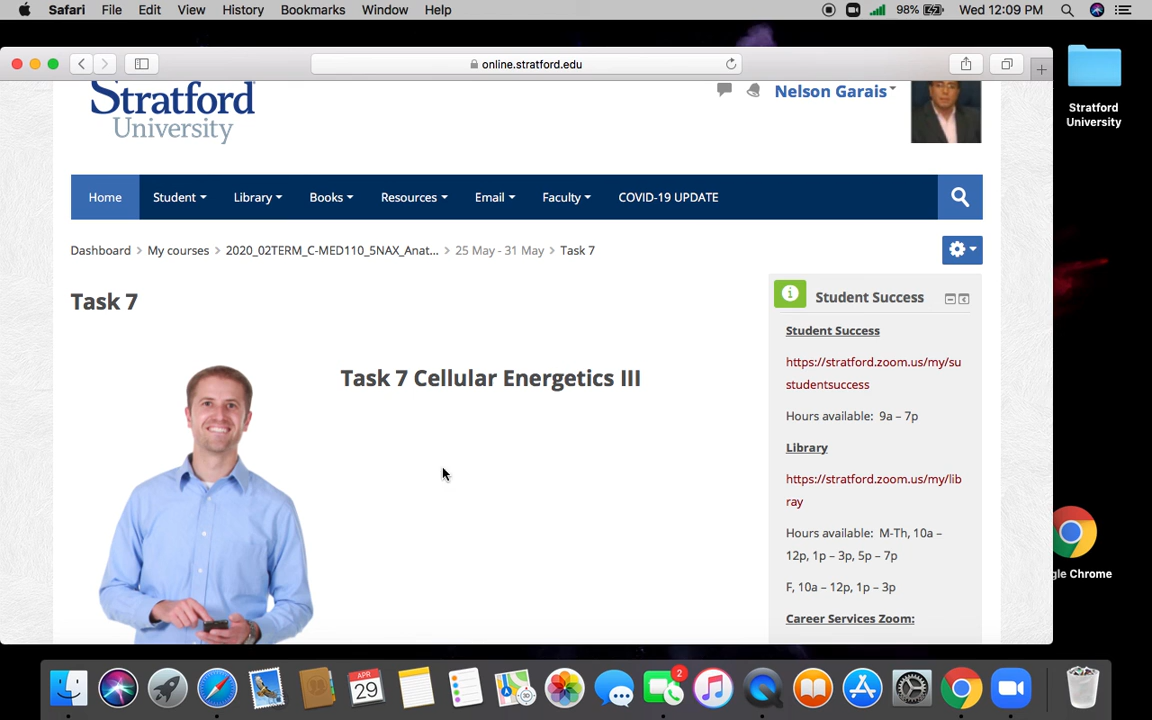 Safari File Edit View History Bookmarks Window Help 98% Wed 12:09 PM
online.stratford.edu
Stratford
University
Stratford
University
Nelson Garais
Home Student Library Books Resources Email Faculty COVID-19 UPDATE
Dashboard > My courses > 2020_02TERM_C-MED110_5NAX_Anat... > 25 May - 31 May > Task 7
Task 7
Task 7 Cellular Energetics III
Student Success
Student Success
https://stratford.zoom.us/my/su
studentsuccess
Hours available: 9a – 7p
Library
https://stratford.zoom.us/my/lib
ray
Hours available: M-Th, 10a –
12p, 1p – 3p, 5p – 7p
F, 10a – 12p, 1p – 3p
Career Services Zoom:
gle Chrome
APR
29
2